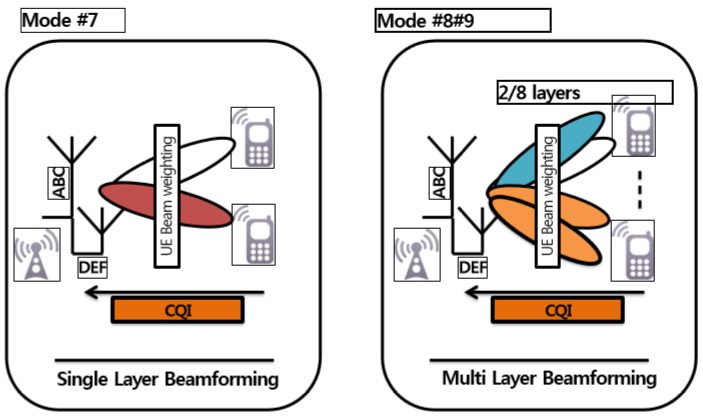 Mode #7
ABC
UE Beam weighting
DEF
CQI
Single Layer Beamforming
Mode #8#9
2/8 layers
ABC
UE Beam weighting
DEF
CQI
Multi Layer Beamforming